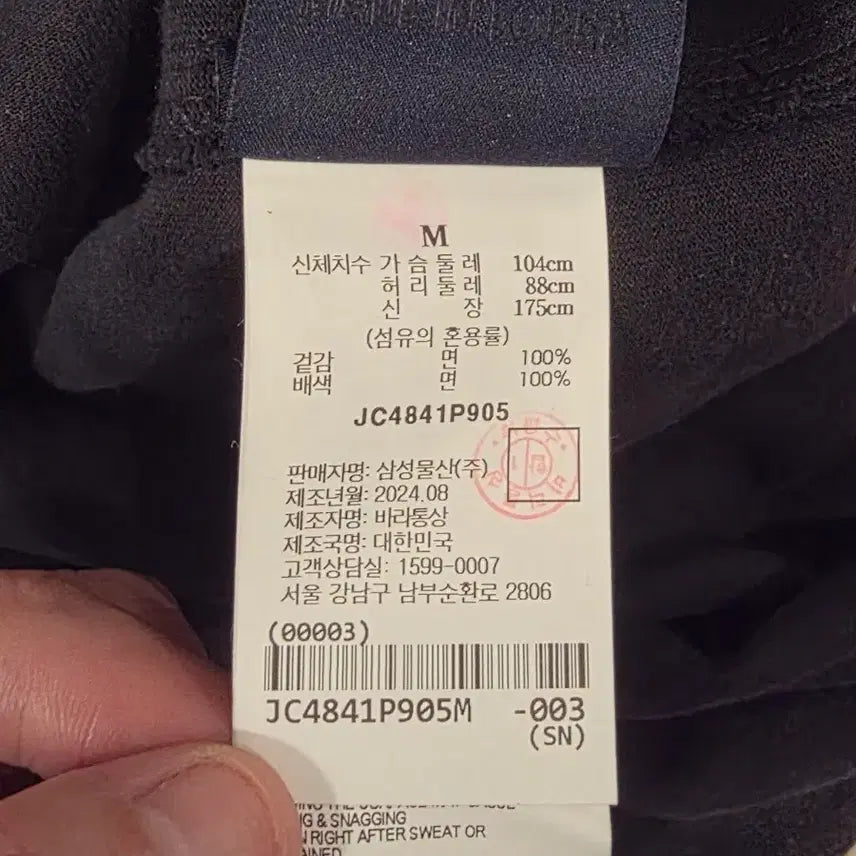 M
신체치수 가 슴 둘 레 104cm
허 리 둘 레 88cm
신 장 175cm
(섬유의 혼용률)
겉감 면 100%
배색 면 100%
JC4841P905
판매자명: 삼성물산(주)
제조년월: 2024.08
제조자명: 바라통상
제조국명: 대한민국
고객상담실: 1599-0007
서울 강남구 남부순환로 2806
(00003)
JC4841P905M -003
(SN)
& SNAGGING
RIGHT AFTER SWEAT OR